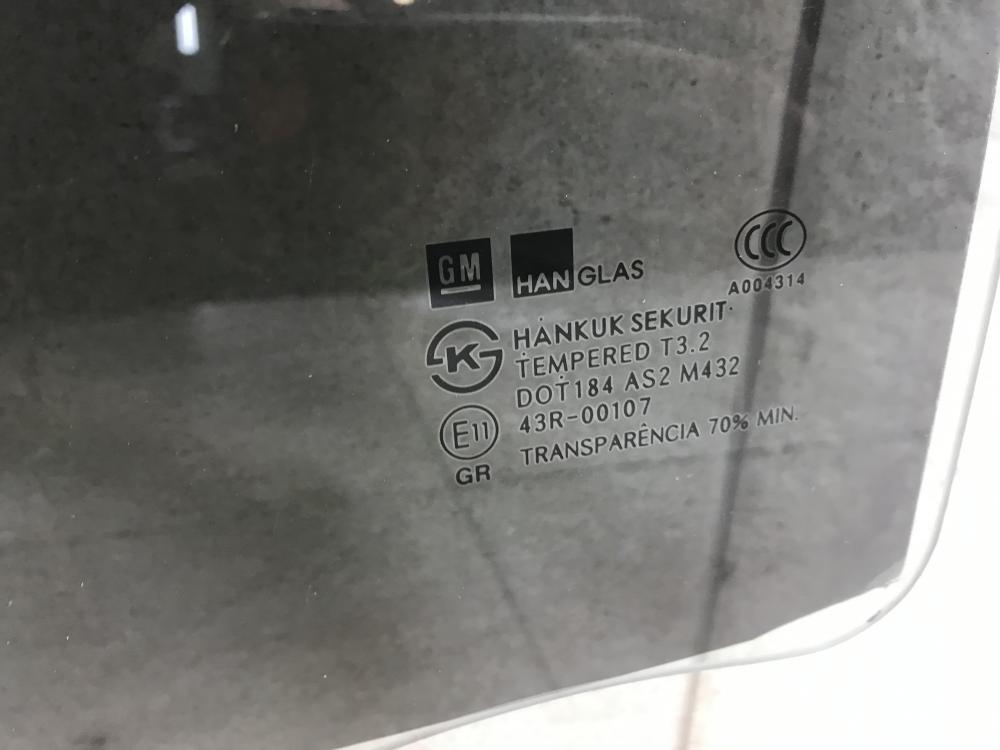 GM HANGLAS CCC
A004314
K HANKUK SEKURIT
TEMPERED T3.2
DOT184 AS2 M432
E11 43R-00107
GR TRANSPARÊNCIA 70% MIN.